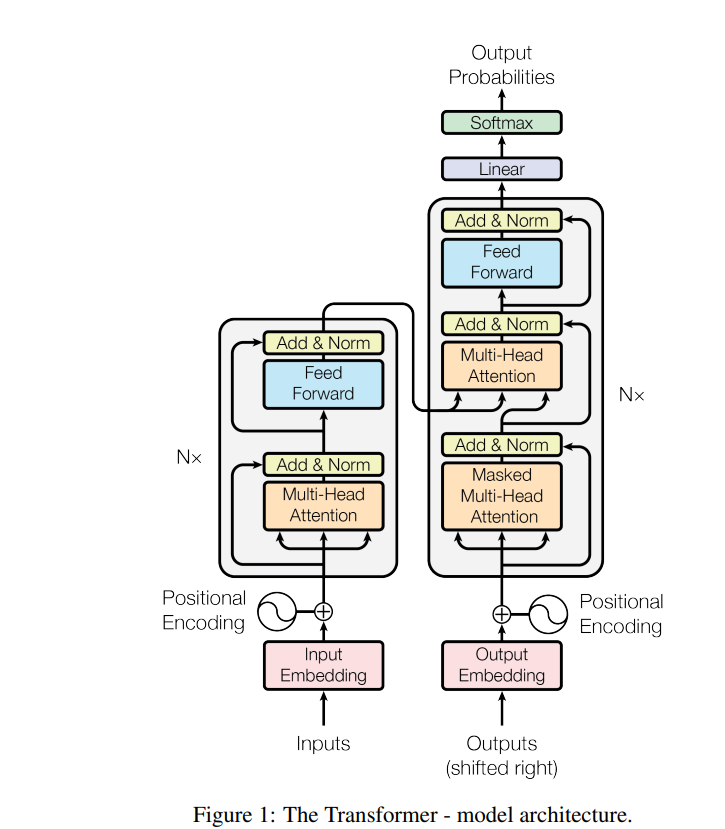 Output
Probabilities
Softmax
Linear
Add & Norm
Feed
Forward
Add & Norm
Multi-Head
Attention
Add & Norm
Masked
Multi-Head
Attention
N×
Add & Norm
Feed
Forward
Add & Norm
Multi-Head
Attention
N×
Positional
Encoding
Positional
Encoding
Input
Embedding
Output
Embedding
Inputs
Outputs
(shifted right)
Figure 1: The Transformer - model architecture.